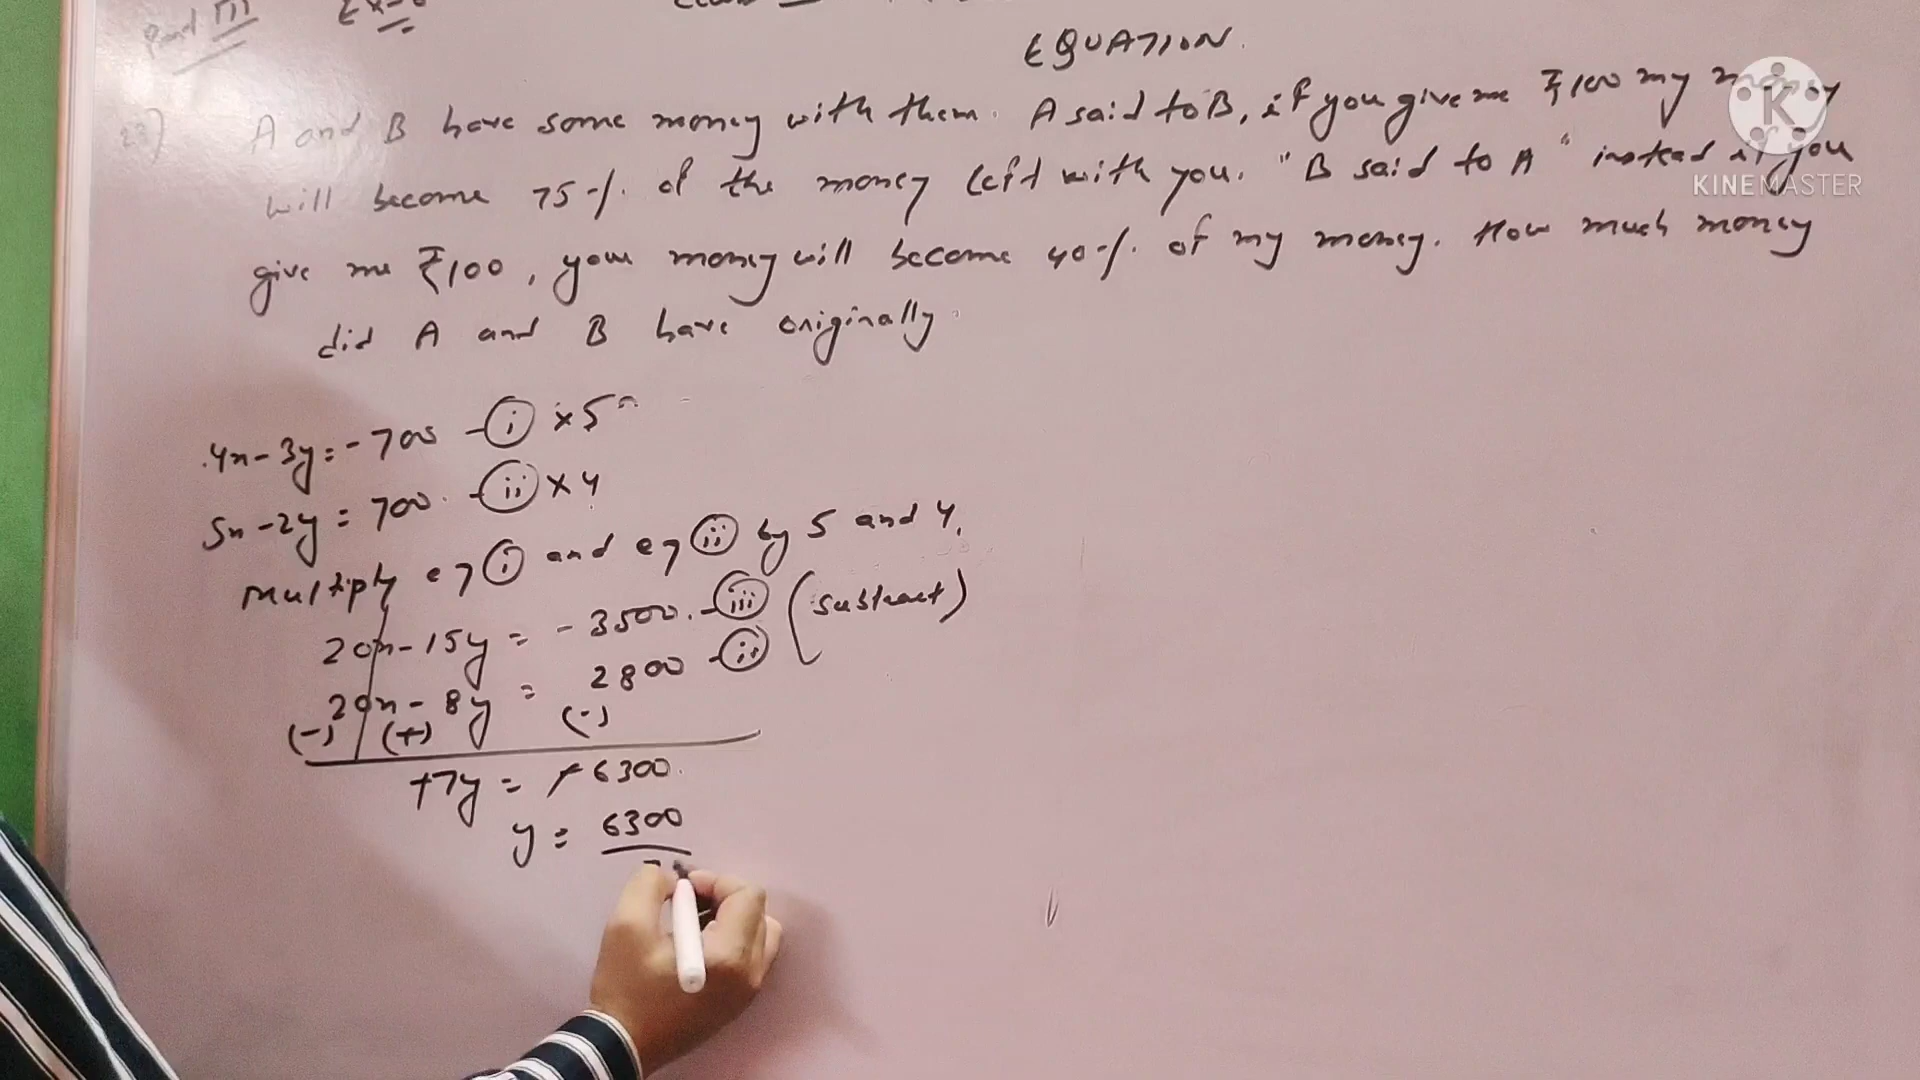 Part III
EQUATION.
23) A and B have some money with them. A said to B, if you give me ₹100 my money
will become 75-/. of the money left with you. "B said to A" instead if you
give me ₹100, your money will become 40-/. of my money. How much money
did A and B have originally.
4x-3y=-700 -(i) ×5
5x-2y=700. -(ii) ×4
Multiply eq (i) and eq (ii) by 5 and 4.
20x-15y = -3500. -(iii) (Subtract)
20x-8y = 2800 -(iv)
(-) (+) (-)
+7y = -6300.
y = 6300
K
KINEMASTER